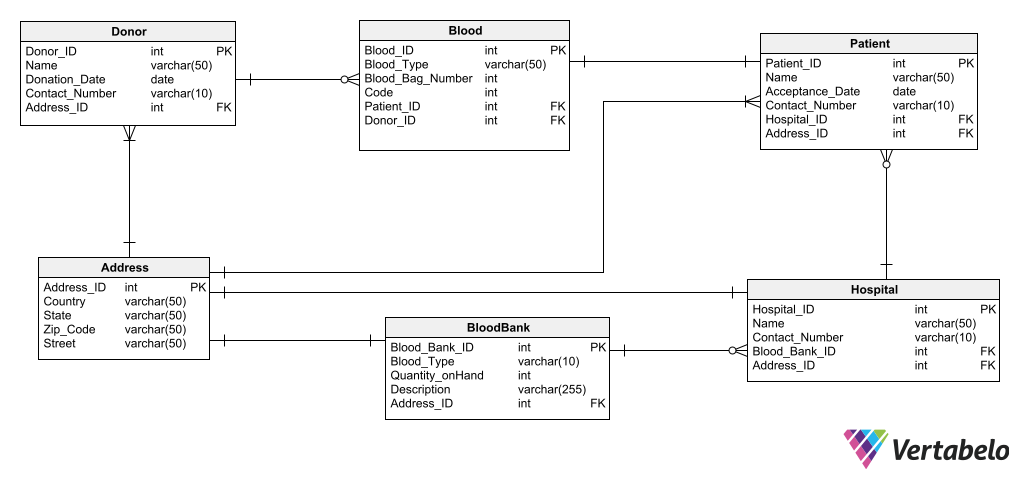 Donor
Donor_ID int PK
Name varchar(50)
Donation_Date date
Contact_Number varchar(10)
Address_ID int FK
Blood
Blood_ID int PK
Blood_Type varchar(50)
Blood_Bag_Number int
Code int
Patient_ID int FK
Donor_ID int FK
Patient
Patient_ID int PK
Name varchar(50)
Acceptance_Date date
Contact_Number varchar(10)
Hospital_ID int FK
Address_ID int FK
Address
Address_ID int PK
Country varchar(50)
State varchar(50)
Zip_Code varchar(50)
Street varchar(50)
BloodBank
Blood_Bank_ID int PK
Blood_Type varchar(10)
Quantity_onHand int
Description varchar(255)
Address_ID int FK
Hospital
Hospital_ID int PK
Name varchar(50)
Contact_Number varchar(10)
Blood_Bank_ID int FK
Address_ID int FK
Vertabelo